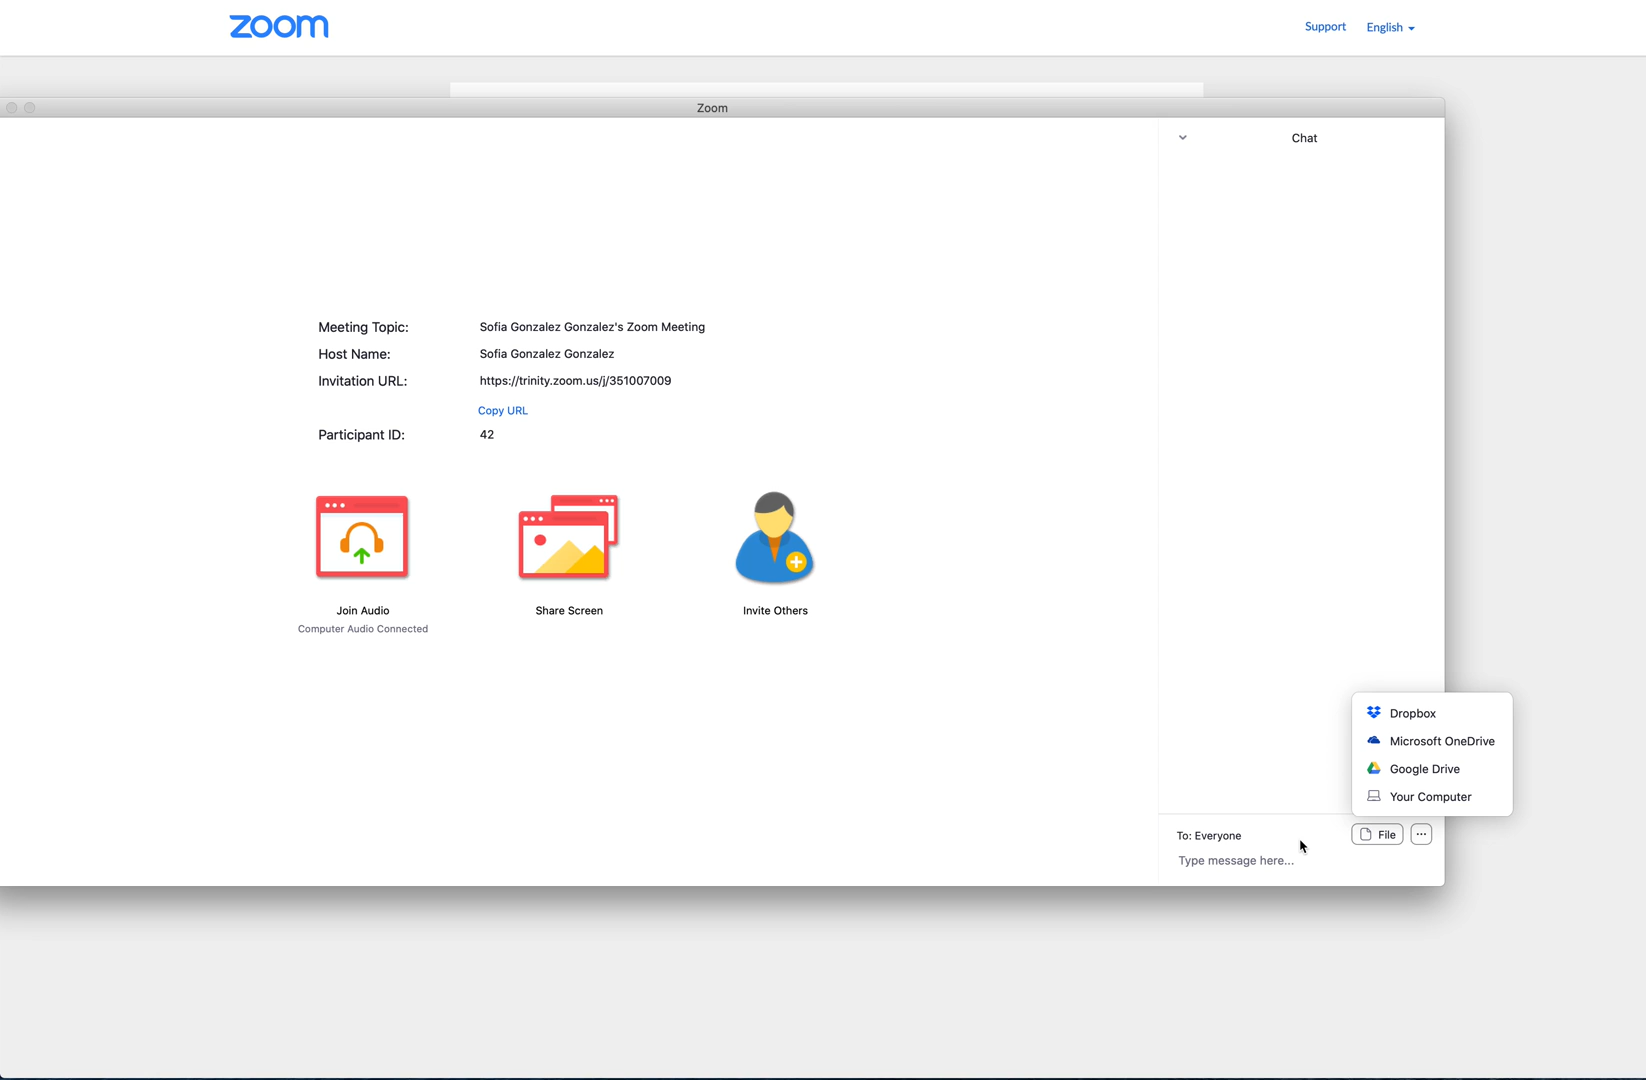 zoom
Support English
Zoom
Chat
Meeting Topic: Sofia Gonzalez Gonzalez's Zoom Meeting
Host Name: Sofia Gonzalez Gonzalez
Invitation URL: https://trinity.zoom.us/j/351007009
Copy URL
Participant ID: 42
Join Audio
Computer Audio Connected
Share Screen
Invite Others
Dropbox
Microsoft OneDrive
Google Drive
Your Computer
To: Everyone
File
...
Type message here...